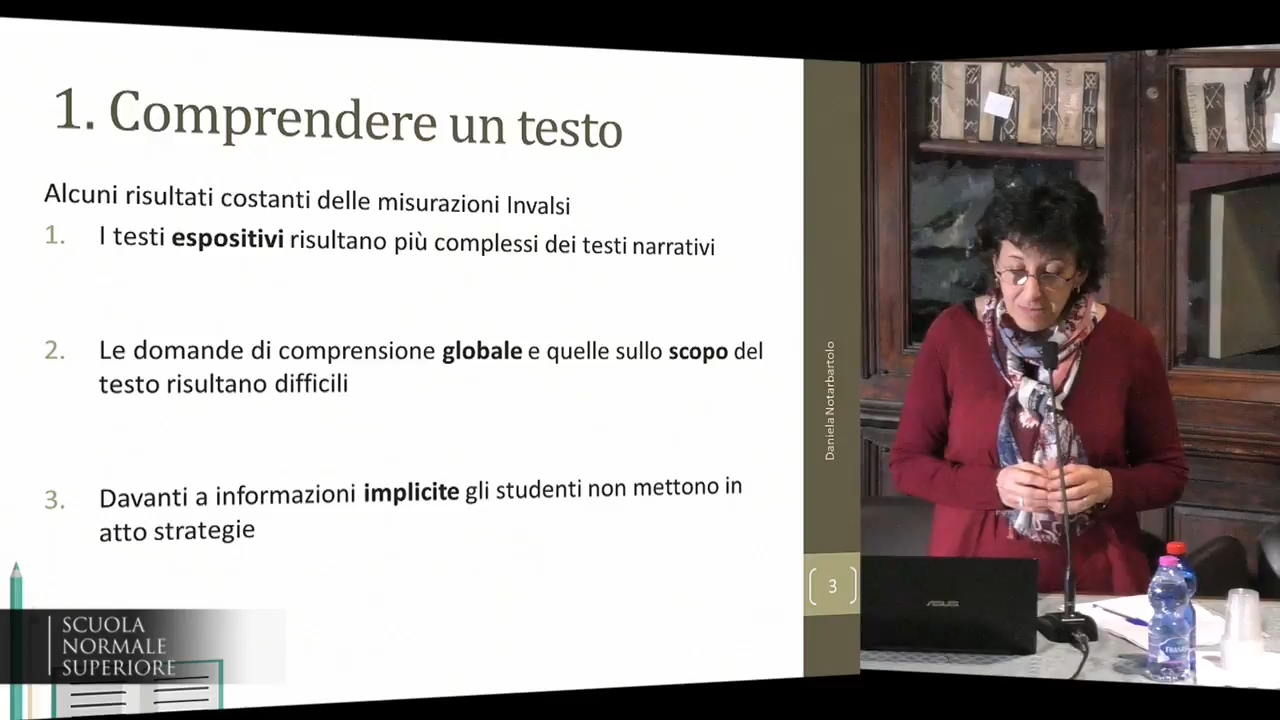 1. Comprendere un testo
Alcuni risultati costanti delle misurazioni Invalsi
1. I testi espositivi risultano più complessi dei testi narrativi
2. Le domande di comprensione globale e quelle sullo scopo del
testo risultano difficili
3. Davanti a informazioni implicite gli studenti non mettono in
atto strategie
Daniela Notarbartolo
3
SCUOLA
NORMALE
SUPERIORE
ASUS